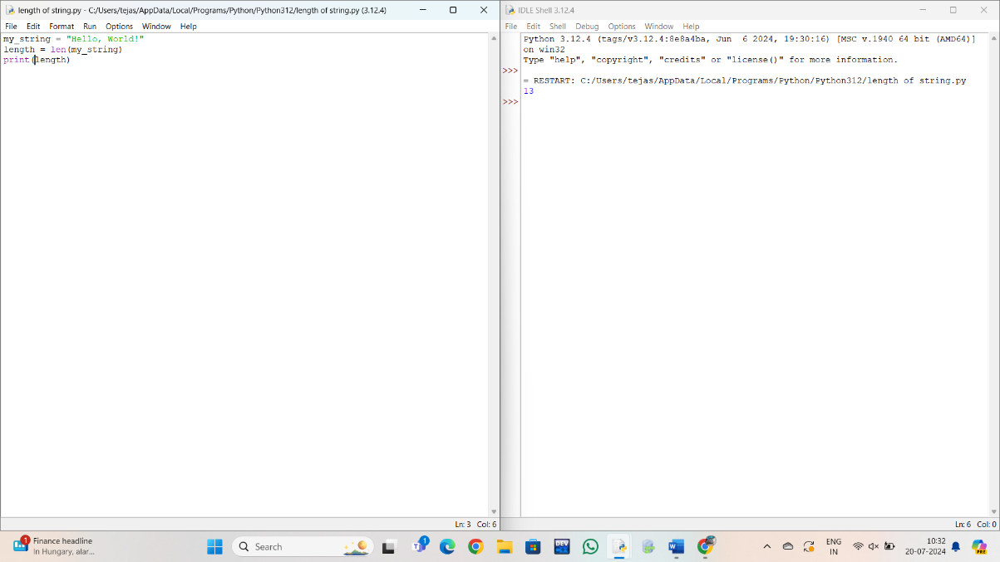 length of string.py - C:/Users/tejas/AppData/Local/Programs/Python/Python312/length of string.py (3.12.4)
File Edit Format Run Options Window Help
my_string = "Hello, World!"
length = len(my_string)
print(length)
Ln: 3 Col: 6
IDLE Shell 3.12.4
File Edit Shell Debug Options Window Help
Python 3.12.4 (tags/v3.12.4:8e8a4ba, Jun  6 2024, 19:30:16) [MSC v.1940 64 bit (AMD64)]
on win32
Type "help", "copyright", "credits" or "license()" for more information.
>>>
= RESTART: C:/Users/tejas/AppData/Local/Programs/Python/Python312/length of string.py
13
>>>
Ln: 6 Col: 0
1
Finance headline
In Hungary, alar...
Search
1
DEV
ENG
IN
10:32
20-07-2024
PRE